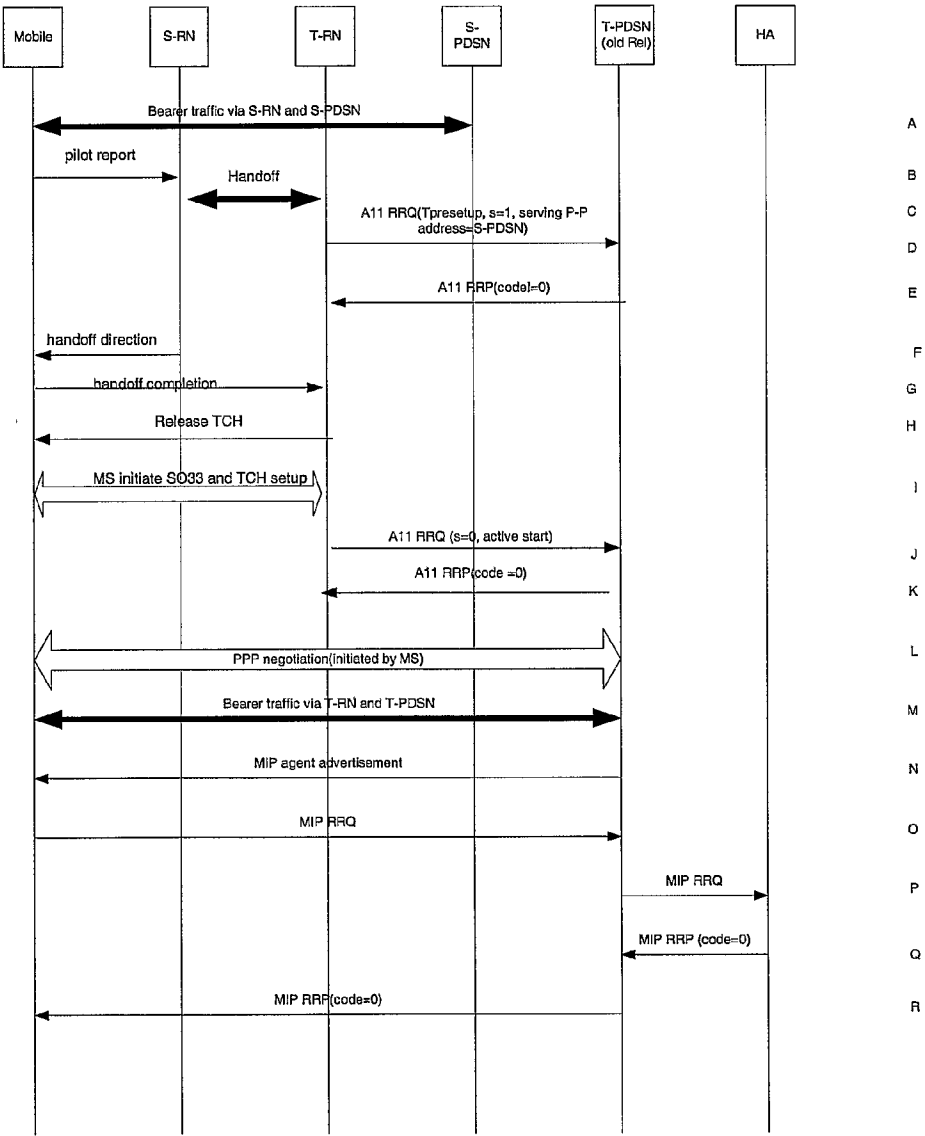 Mobile
S-RN
T-RN
S-
PDSN
T-PDSN
(old Rel)
HA
Bearer traffic via S-RN and S-PDSN
A
pilot report
B
Handoff
C
A11 RRQ(Tpresetup, s=1, serving P-P
address=S-PDSN)
D
A11 RRP(code!=0)
E
handoff direction
F
handoff completion
G
Release TCH
H
MS initiate SO33 and TCH setup
I
A11 RRQ (s=0, active start)
J
A11 RRP(code =0)
K
PPP negotiation(initiated by MS)
L
Bearer traffic via T-RN and T-PDSN
M
MIP agent advertisement
N
MIP RRQ
O
MIP RRQ
P
MIP RRP (code=0)
Q
MIP RRP(code=0)
R